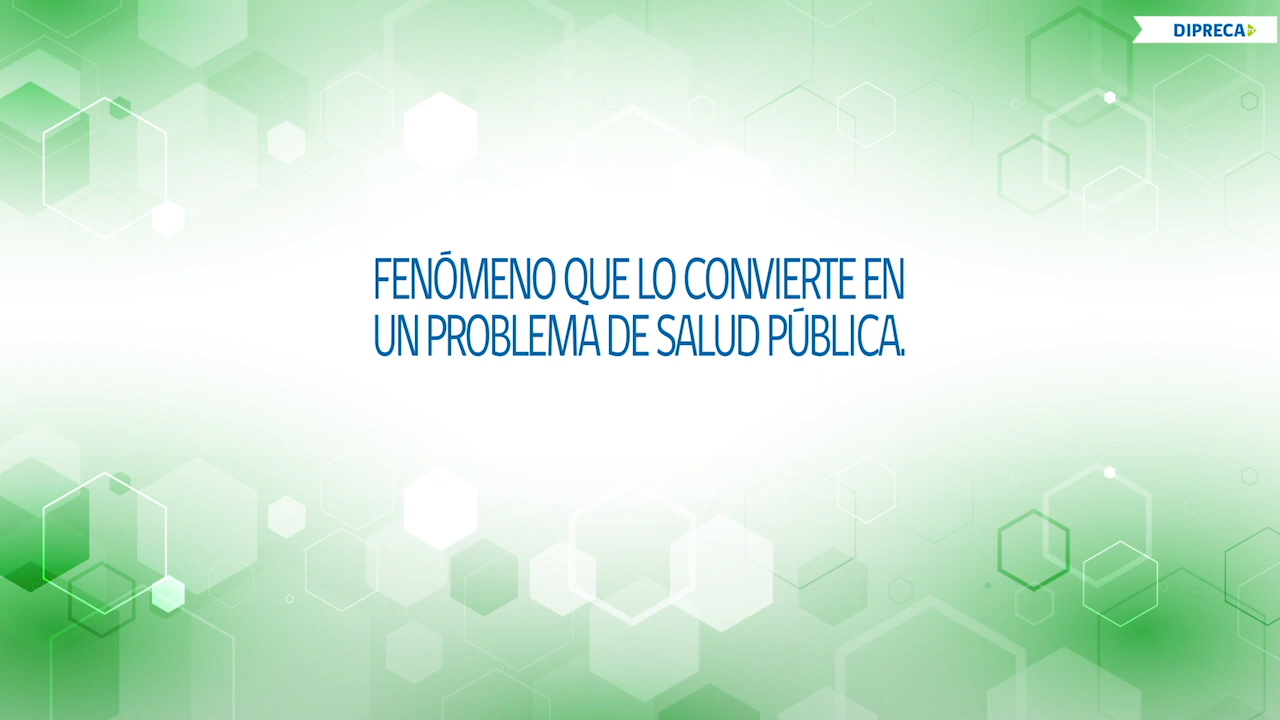 DIPRECA
FENÓMENO QUE LO CONVIERTE EN
UN PROBLEMA DE SALUD PÚBLICA.